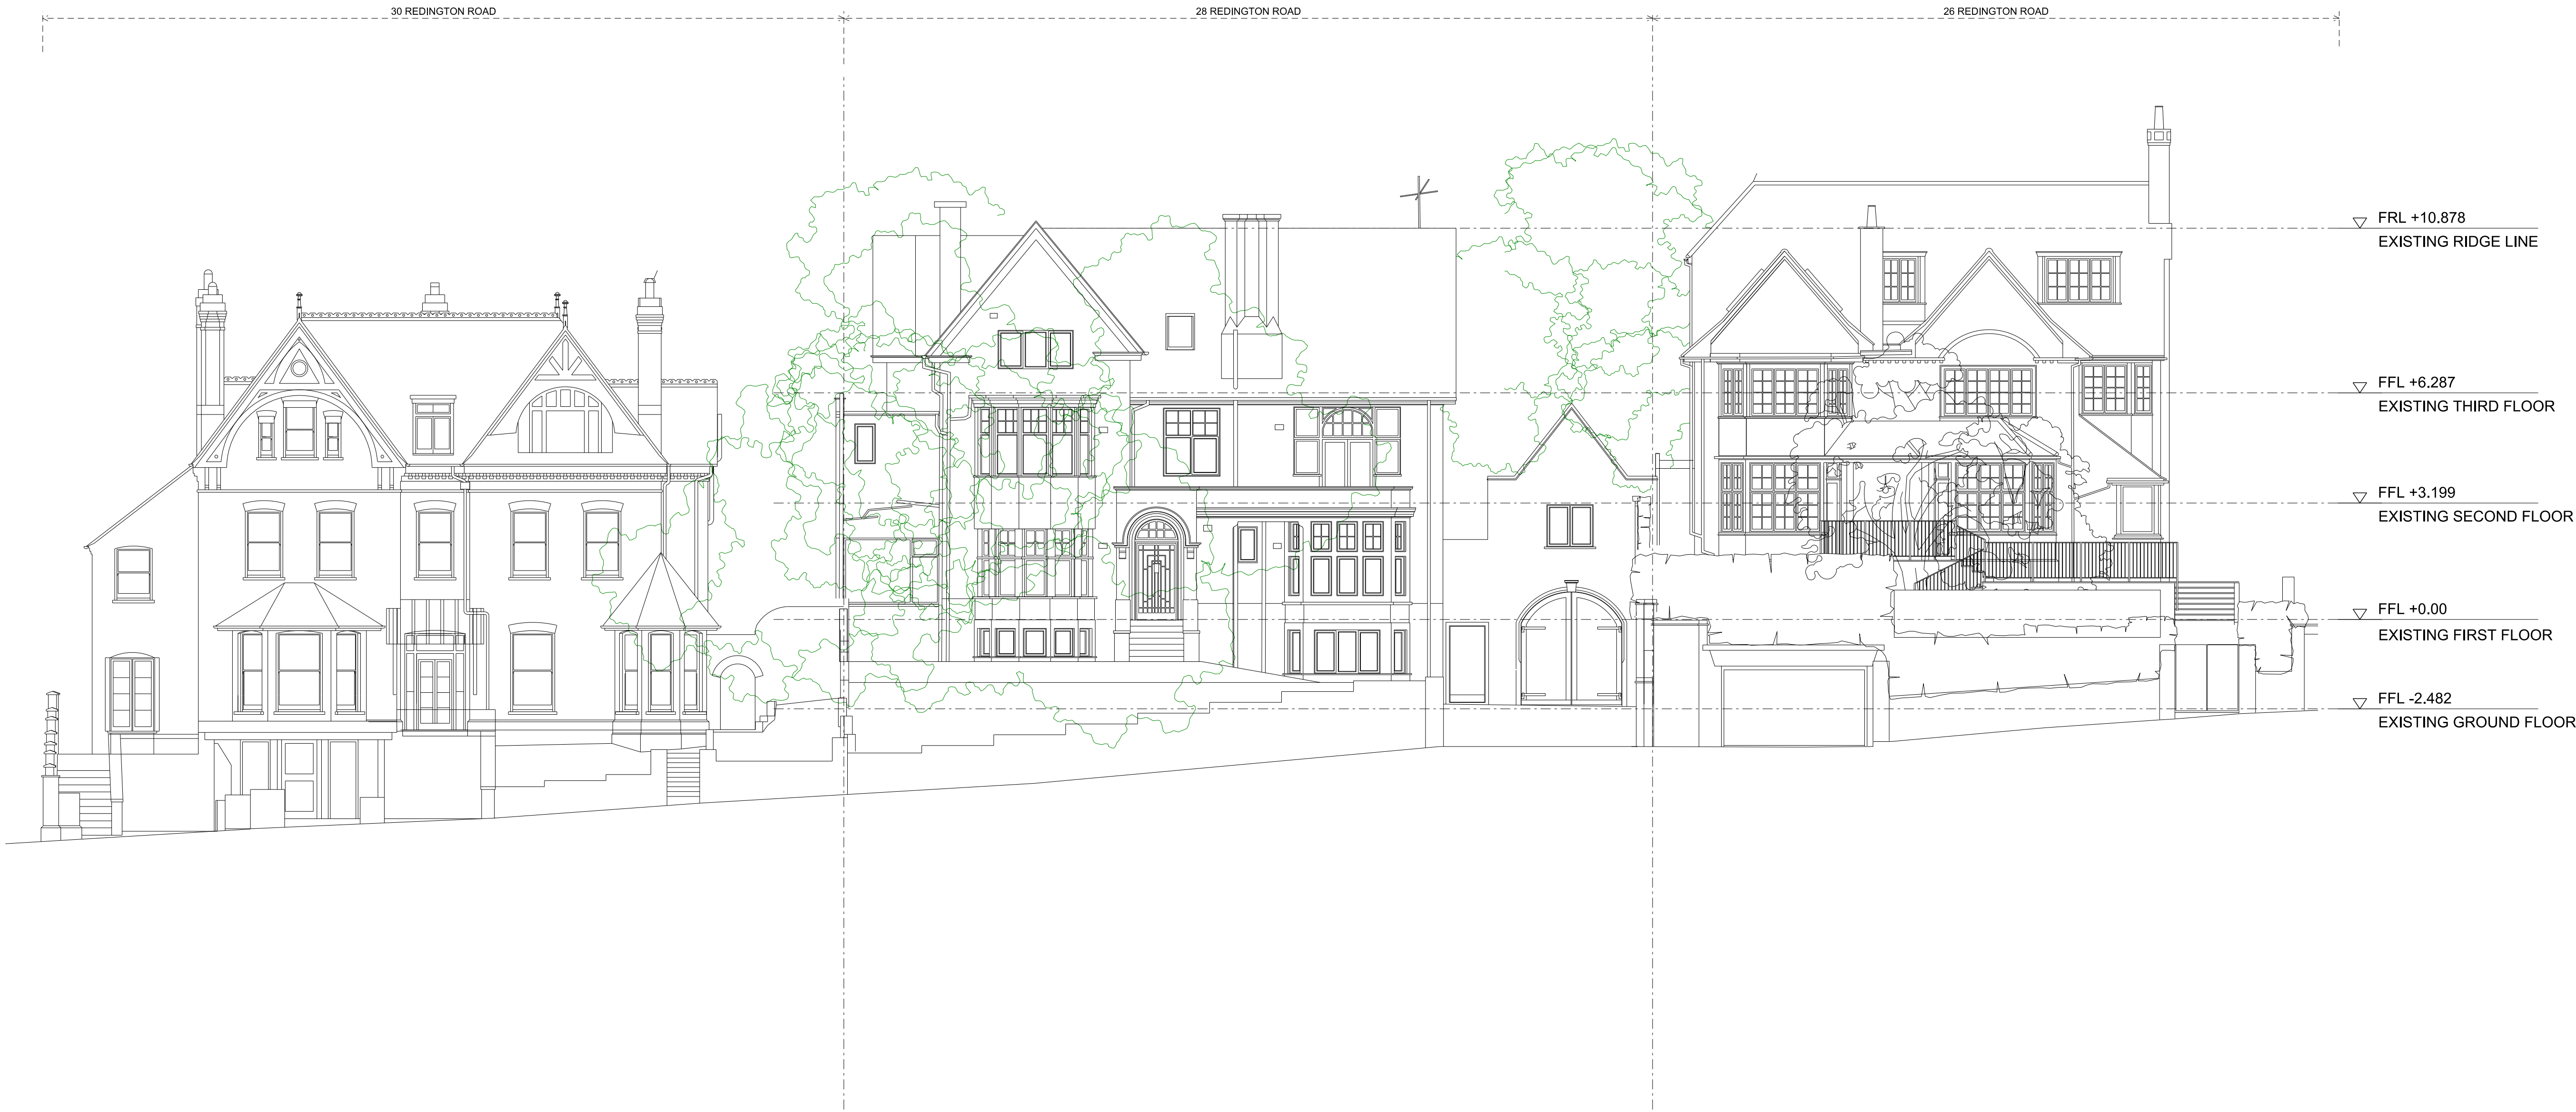 30 REDINGTON ROAD
28 REDINGTON ROAD
26 REDINGTON ROAD
FRL +10.878
EXISTING RIDGE LINE
FFL +6.287
EXISTING THIRD FLOOR
FFL +3.199
EXISTING SECOND FLOOR
FFL +0.00
EXISTING FIRST FLOOR
FFL -2.482
EXISTING GROUND FLOOR